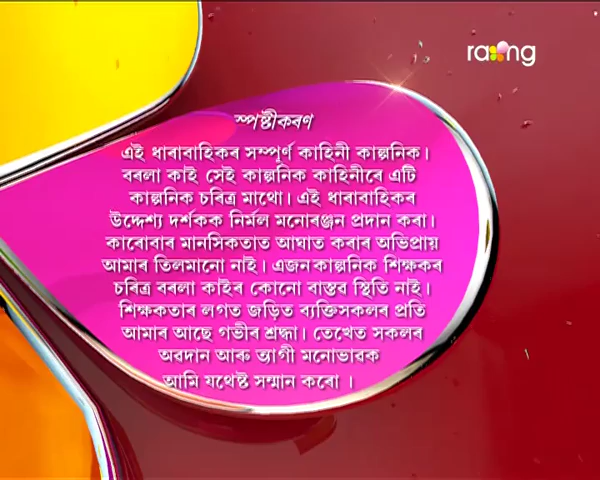 rang
স্পষ্টীকৰণ
এই ধাৰাবাহিকৰ সম্পূৰ্ণ কাহিনী কাল্পনিক।
বৰলা কাই সেই কাল্পনিক কাহিনীৰে এটি
কাল্পনিক চৰিত্ৰ মাথো। এই ধাৰাবাহিকৰ
উদ্দেশ্য দৰ্শকক নিৰ্মল মনোৰঞ্জন প্ৰদান কৰা।
কাৰোবাৰ মানসিকতাত আঘাত কৰাৰ অভিপ্ৰায়
আমাৰ তিলমানো নাই। এজন কাল্পনিক শিক্ষকৰ
চৰিত্ৰ বৰলা কাইৰ কোনো বাস্তৱ স্থিতি নাই।
শিক্ষকতাৰ লগত জড়িত ব্যক্তিসকলৰ প্ৰতি
আমাৰ আছে গভীৰ শ্ৰদ্ধা। তেখেত সকলৰ
অৱদান আৰু ত্যাগী মনোভাৱক
আমি যথেষ্ট সন্মান কৰো ।